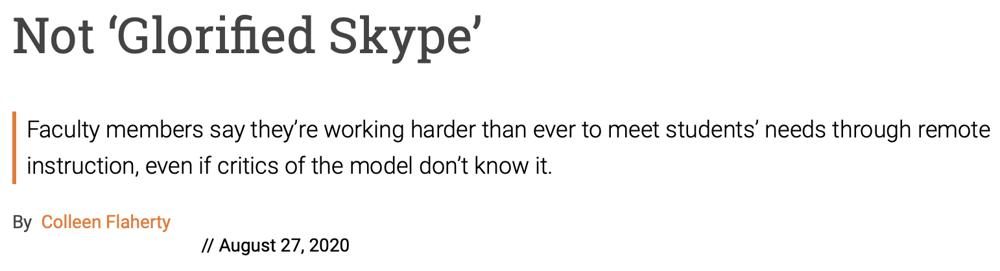 Not ‘Glorified Skype’
Faculty members say they’re working harder than ever to meet students’ needs through remote
instruction, even if critics of the model don’t know it.
By Colleen Flaherty
// August 27, 2020